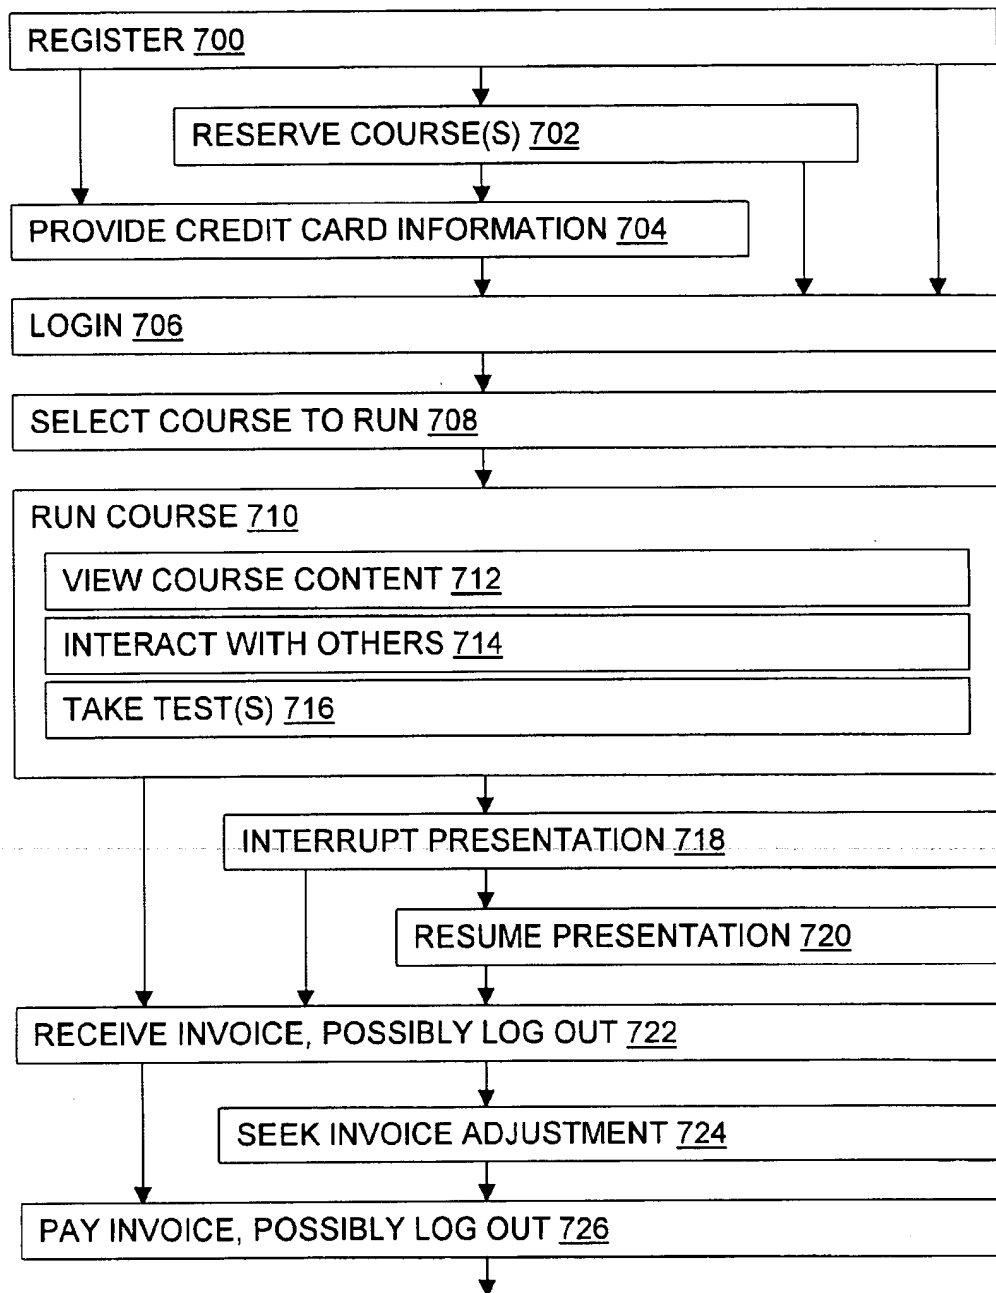 REGISTER 700
RESERVE COURSE(S) 702
PROVIDE CREDIT CARD INFORMATION 704
LOGIN 706
SELECT COURSE TO RUN 708
RUN COURSE 710
VIEW COURSE CONTENT 712
INTERACT WITH OTHERS 714
TAKE TEST(S) 716
INTERRUPT PRESENTATION 718
RESUME PRESENTATION 720
RECEIVE INVOICE, POSSIBLY LOG OUT 722
SEEK INVOICE ADJUSTMENT 724
PAY INVOICE, POSSIBLY LOG OUT 726